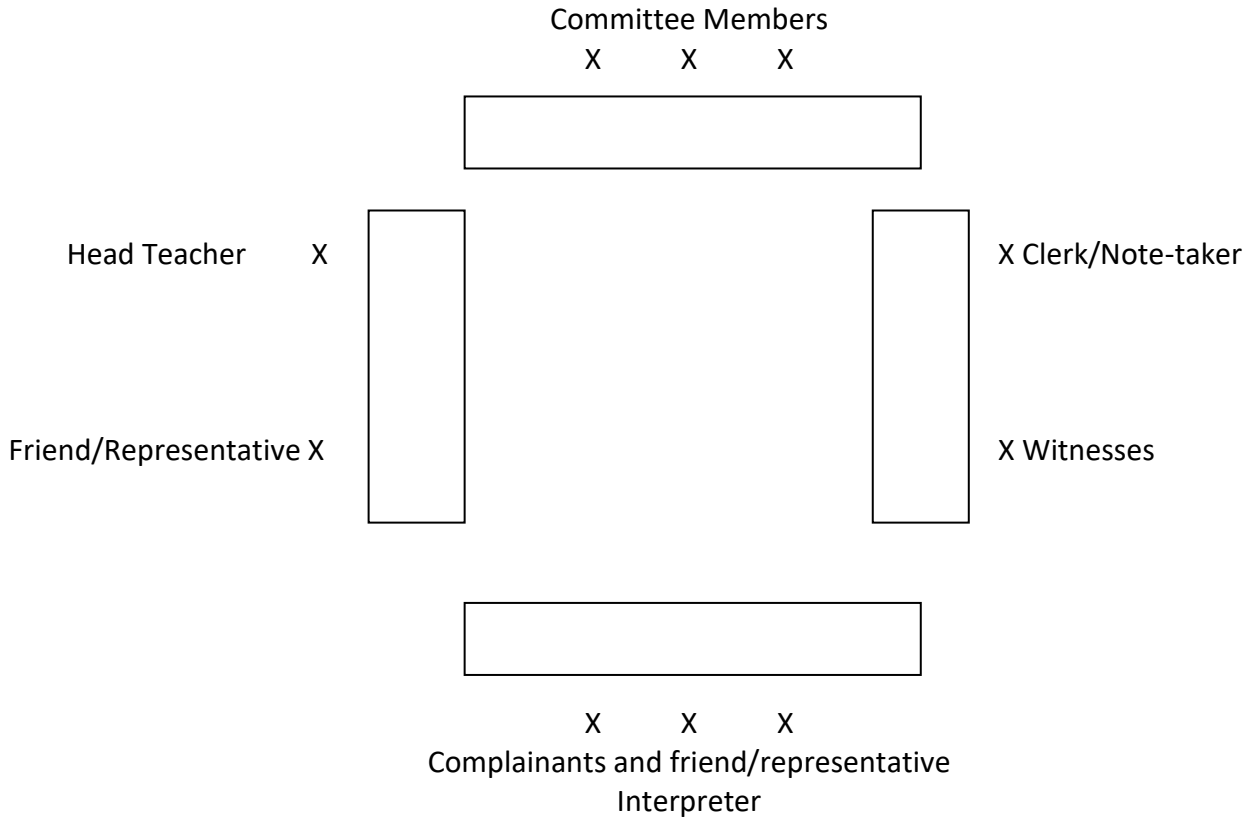 Committee Members
X X X
Head Teacher X
X Clerk/Note-taker
Friend/Representative X
X Witnesses
X X X
Complainants and friend/representative
Interpreter